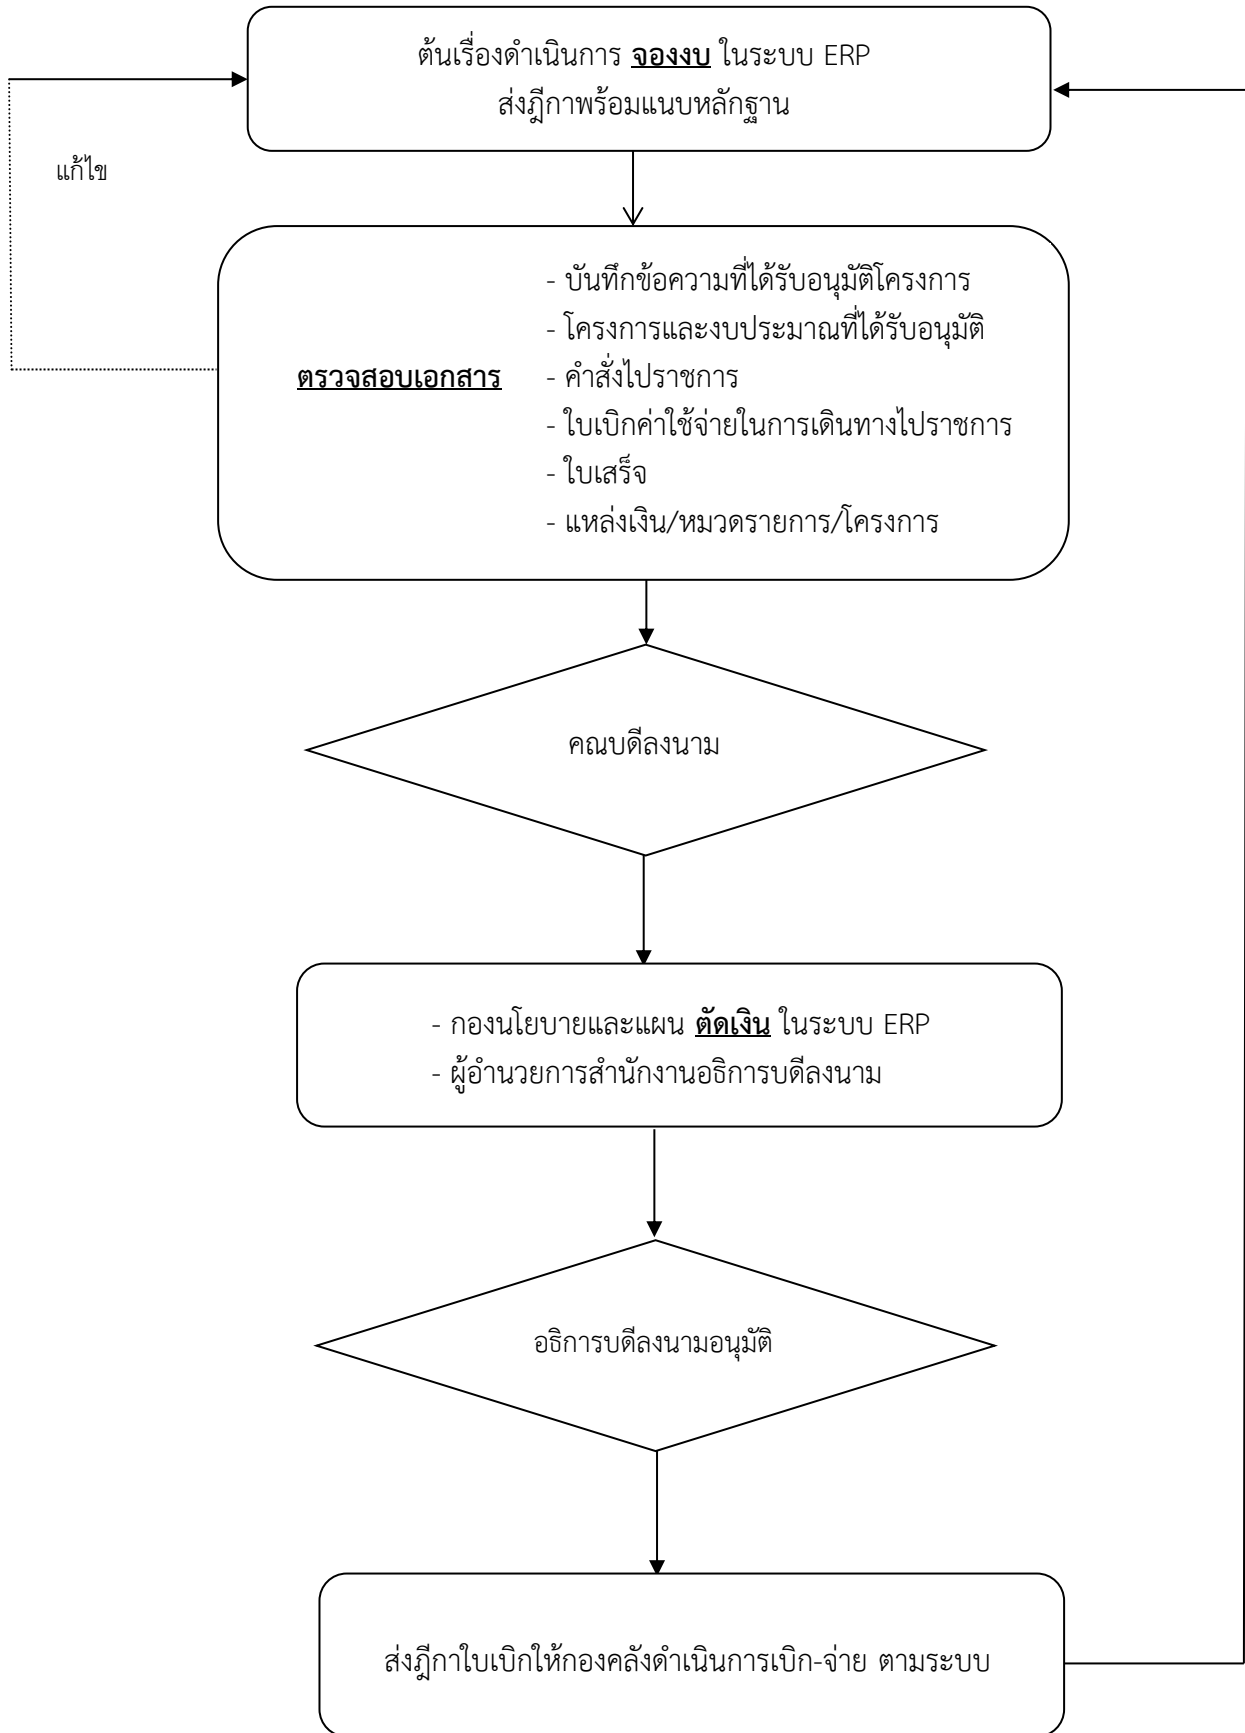 ต้นเรื่องดำเนินการ จองงบ ในระบบ ERP
ส่งฎีกาพร้อมแนบหลักฐาน
แก้ไข
ตรวจสอบเอกสาร
- บันทึกข้อความที่ได้รับอนุมัติโครงการ
- โครงการและงบประมาณที่ได้รับอนุมัติ
- คำสั่งไปราชการ
- ใบเบิกค่าใช้จ่ายในการเดินทางไปราชการ
- ใบเสร็จ
- แหล่งเงิน/หมวดรายการ/โครงการ
คณบดีลงนาม
- กองนโยบายและแผน ตัดเงิน ในระบบ ERP
- ผู้อำนวยการสำนักงานอธิการบดีลงนาม
อธิการบดีลงนามอนุมัติ
ส่งฎีกาใบเบิกให้กองคลังดำเนินการเบิก-จ่าย ตามระบบ